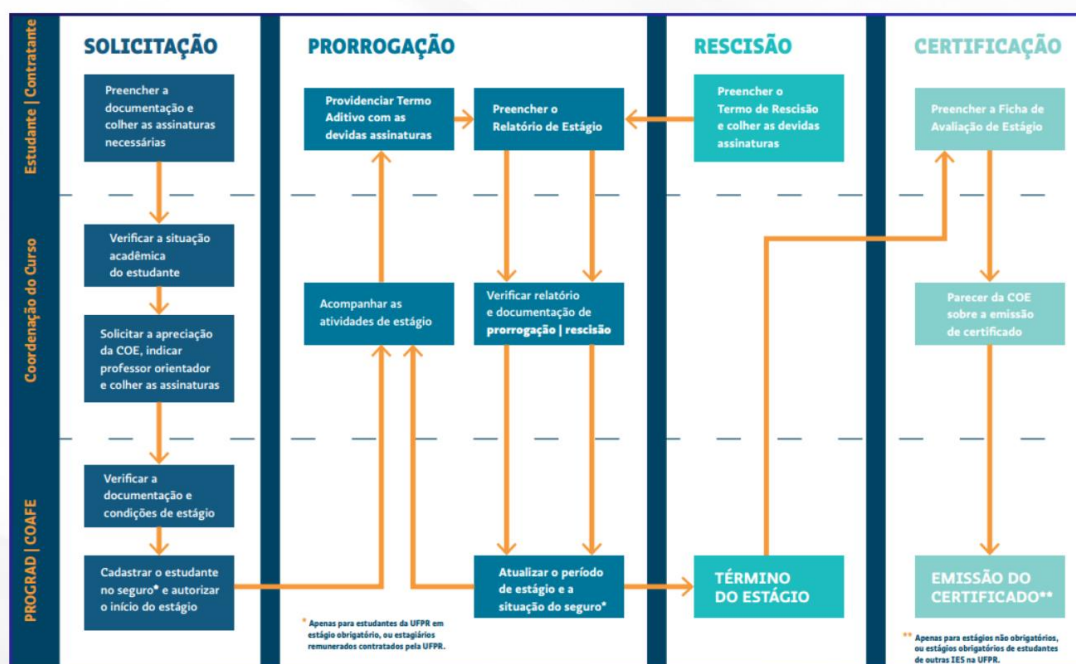 SOLICITAÇÃO
PRORROGAÇÃO
RESCISÃO
CERTIFICAÇÃO
Estudante | Contratante
Preencher a
documentação e
colher as assinaturas
necessárias
Providenciar Termo
Aditivo com as
devidas assinaturas
Preencher o
Relatório de Estágio
Preencher o
Termo de Rescisão
e colher as devidas
assinaturas
Preencher a Ficha de
Avaliação de Estágio
Coordenação do Curso
Verificar a situação
acadêmica
do estudante
Solicitar a apreciação
da COE, indicar
professor orientador
e colher as assinaturas
Acompanhar as
atividades de estágio
Verificar relatório
e documentação de
prorrogação | rescisão
Parecer da COE
sobre a emissão
de certificado
PROGRAD | COAFE
Verificar a
documentação e
condições de estágio
Cadastrar o estudante
no seguro* e autorizar
o início do estágio
Atualizar o período
de estágio e a
situação do seguro*
TÉRMINO
DO ESTÁGIO
EMISSÃO DO
CERTIFICADO**
* Apenas para estudantes da UFPR em
estágio obrigatório, ou estagiários
remunerados contratados pela UFPR.
** Apenas para estágios não obrigatórios,
ou estágios obrigatórios de estudantes
de outras IES na UFPR.